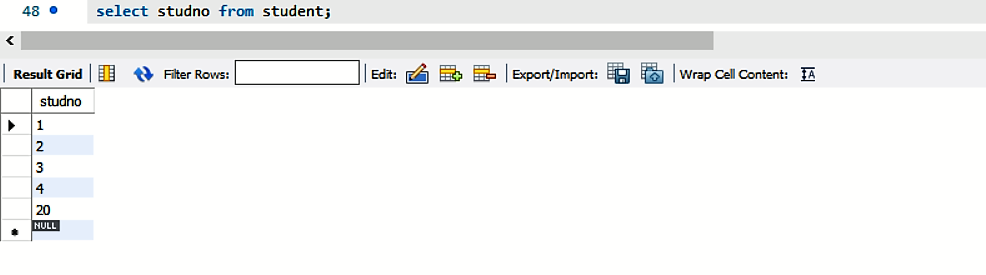 48 select studno from student;
Result Grid Filter Rows: Edit: Export/Import: Wrap Cell Content: IA
studno
1
2
3
4
20
NULL